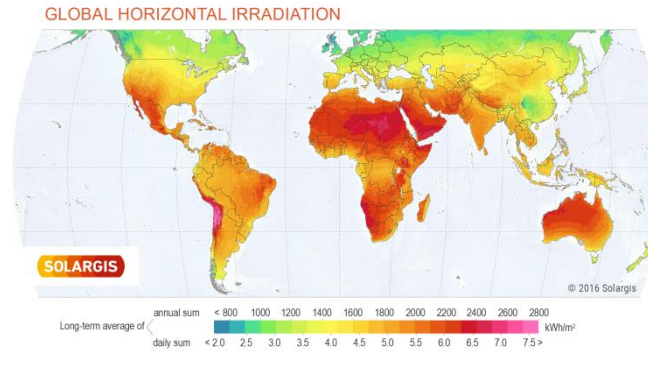 GLOBAL HORIZONTAL IRRADIATION
SOLARGIS
© 2016 Solargis
annual sum < 800 1000 1200 1400 1600 1800 2000 2200 2400 2600 2800
Long-term average of kWh/m²
daily sum < 2.0 2.5 3.0 3.5 4.0 4.5 5.0 5.5 6.0 6.5 7.0 7.5 >